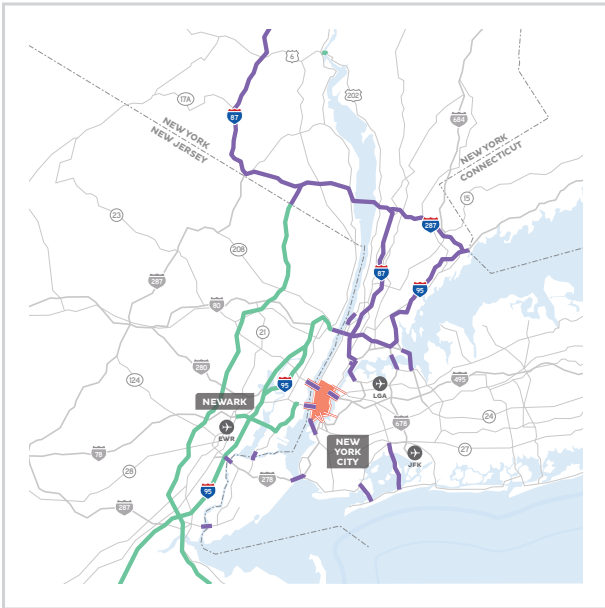 6
202
17A
87
684
NEW YORK
NEW JERSEY
NEW YORK
CONNECTICUT
15
23
287
208
287
87
95
80
21
280
124
95
LGA
495
NEWARK
24
EWR
678
78
NEW
YORK
CITY
27
JFK
28
278
95
287